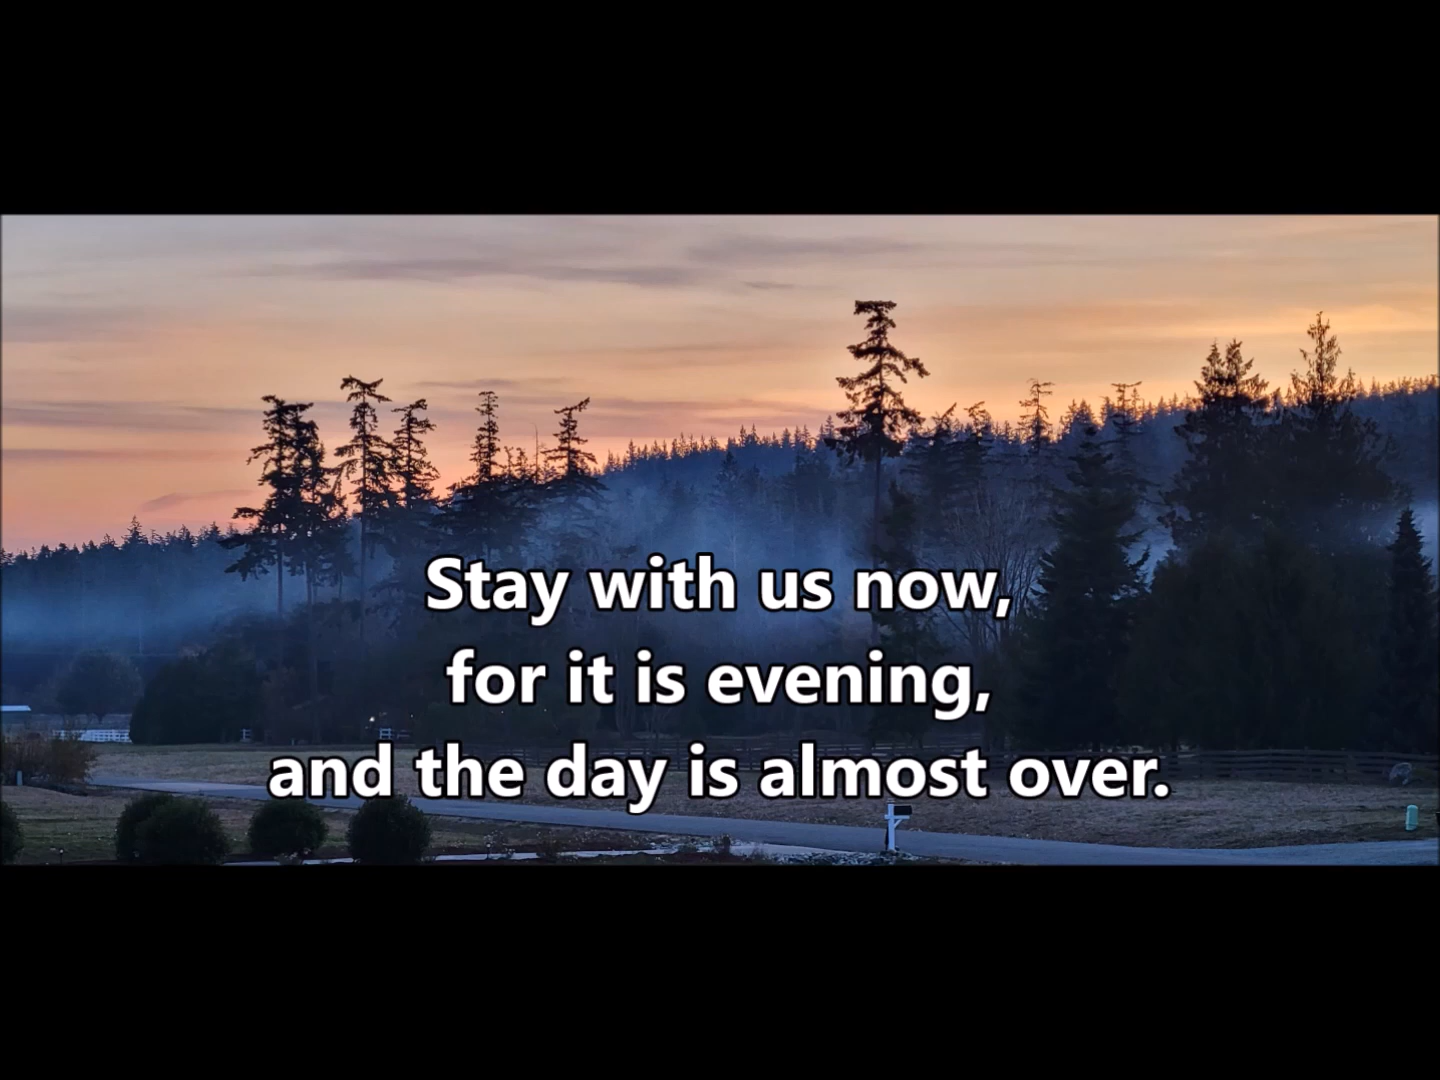 Stay with us now,
for it is evening,
and the day is almost over.